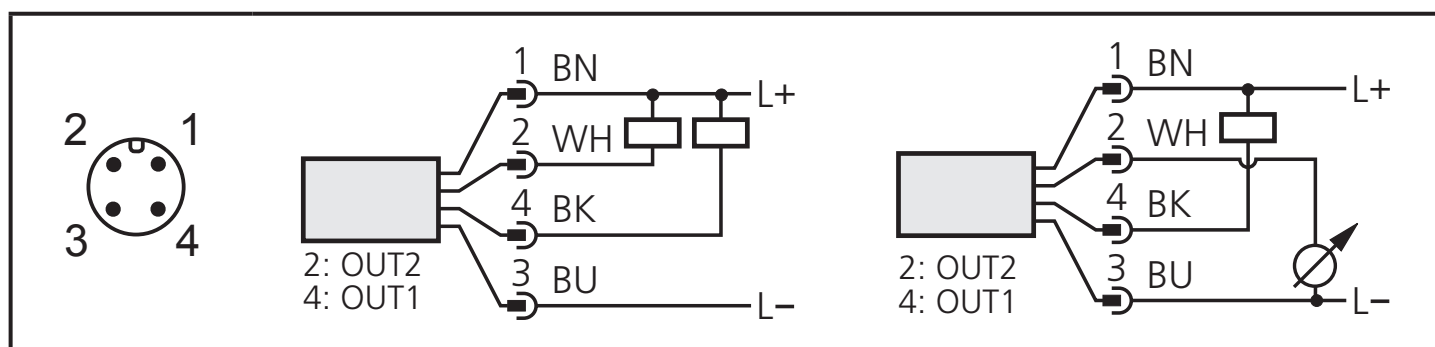 2 1
3 4
1 BN
L+
2 WH
4 BK
3 BU
L–
2: OUT2
4: OUT1
1 BN
L+
2 WH
4 BK
3 BU
L–
2: OUT2
4: OUT1